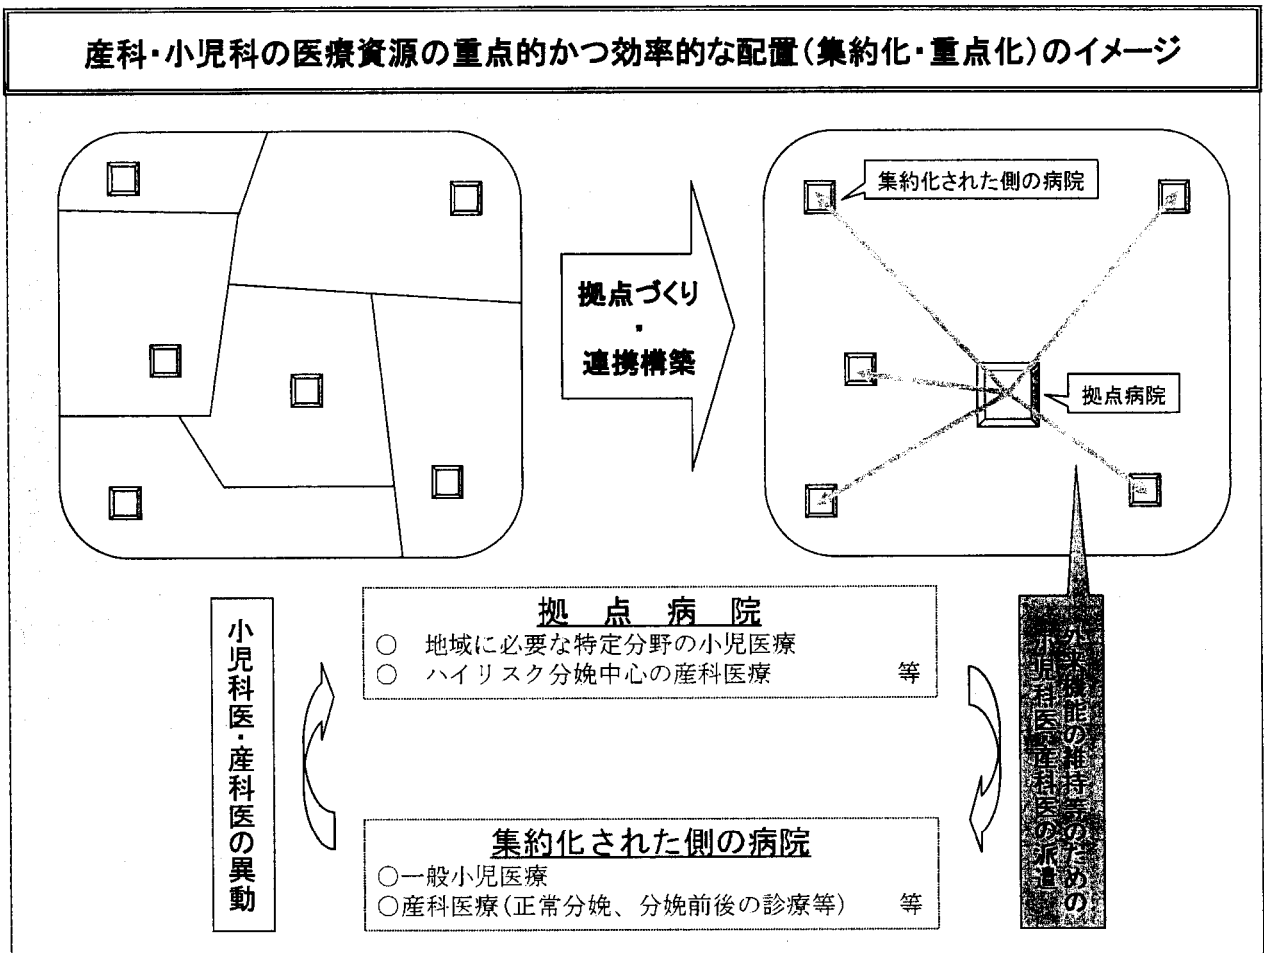 産科・小児科の医療資源の重点的かつ効率的な配置(集約化・重点化)のイメージ
集約化された側の病院
拠点づくり
・
連携構築
拠点病院
拠 点 病 院
○ 地域に必要な特定分野の小児医療
○ ハイリスク分娩中心の産科医療 等
小児科医・産科医の異動
外来機能の維持等のための
小児科医・産科医の派遣
集約化された側の病院
○一般小児医療
○産科医療(正常分娩、分娩前後の診療等) 等